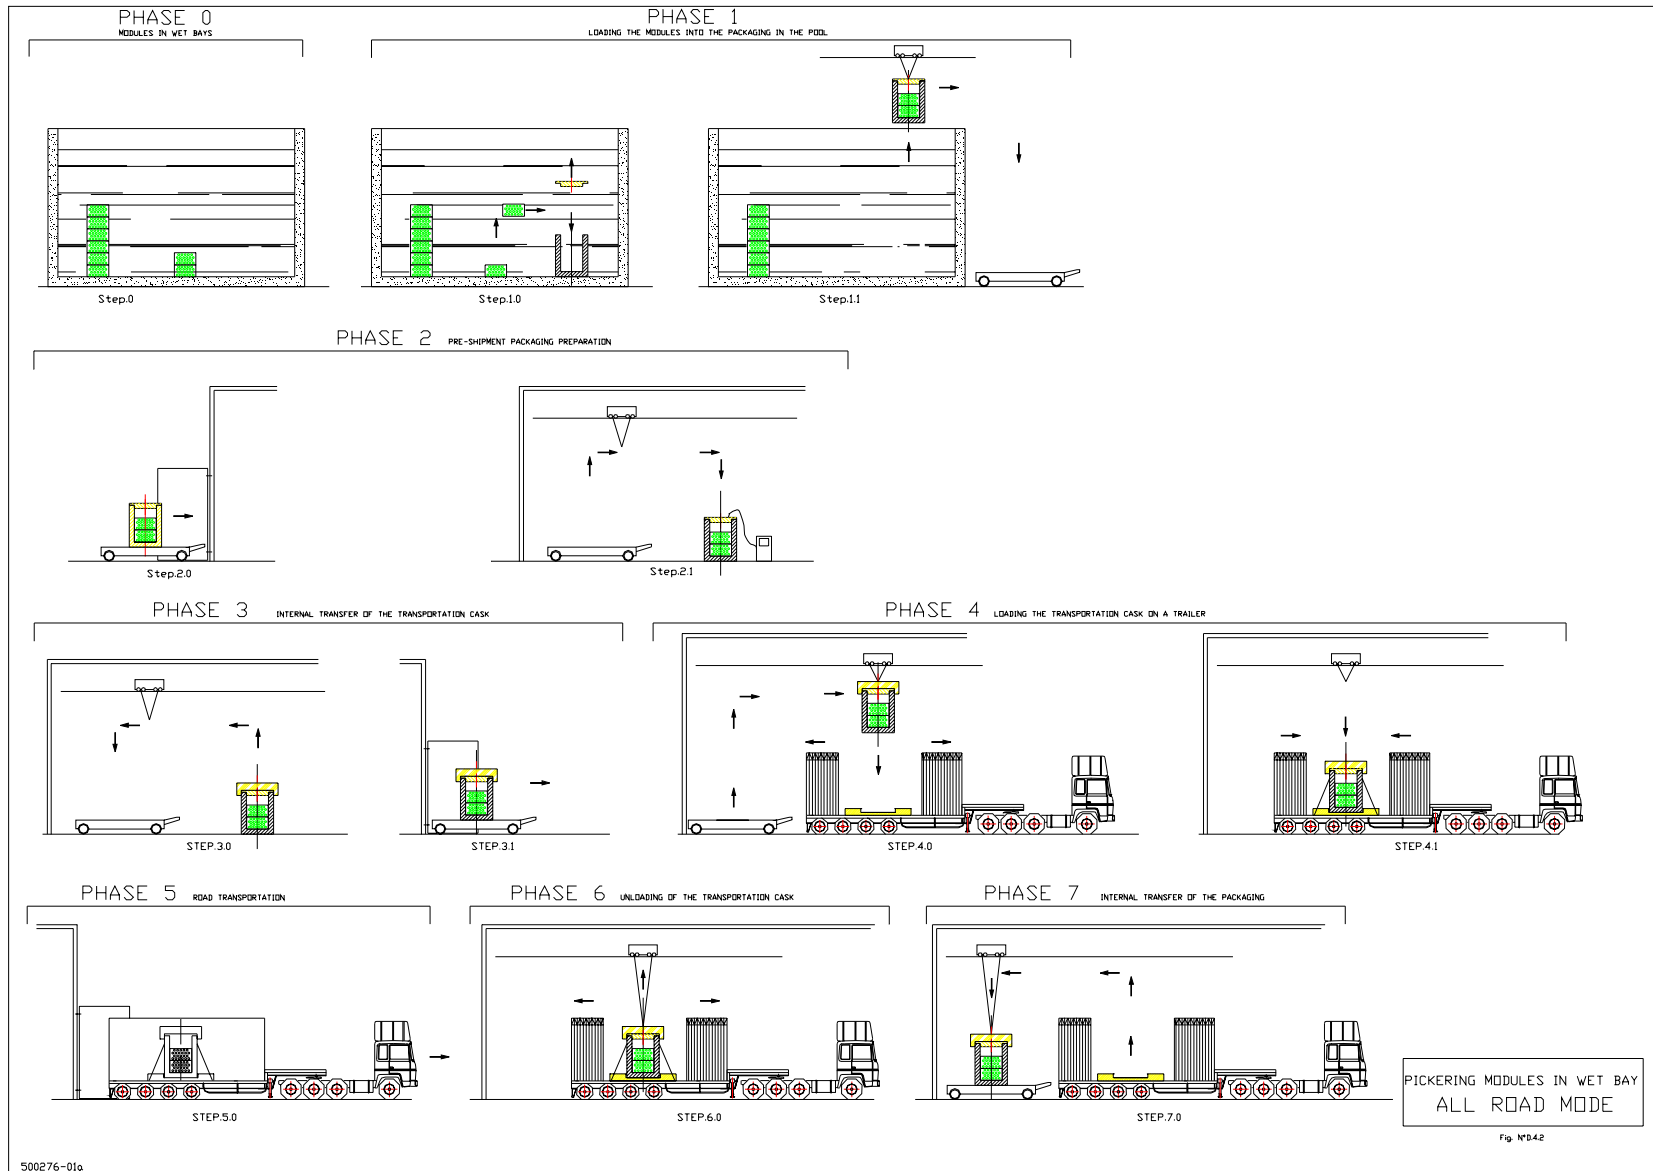 PHASE 0
MODULES IN WET BAYS
PHASE 1
LOADING THE MODULES INTO THE PACKAGING IN THE POOL
Step.0
Step.1.0
Step.1.1
PHASE 2 PRE-SHIPMENT PACKAGING PREPARATION
Step.2.0
Step.2.1
PHASE 3 INTERNAL TRANSFER OF THE TRANSPORTATION CASK
PHASE 4 LOADING THE TRANSPORTATION CASK ON A TRAILER
STEP.3.0
STEP.3.1
STEP.4.0
STEP.4.1
PHASE 5 ROAD TRANSPORTATION
PHASE 6 UNLOADING OF THE TRANSPORTATION CASK
PHASE 7 INTERNAL TRANSFER OF THE PACKAGING
STEP.5.0
STEP.6.0
STEP.7.0
PICKERING MODULES IN WET BAY
ALL ROAD MODE
Fig. N°D.4.2
500276-01a